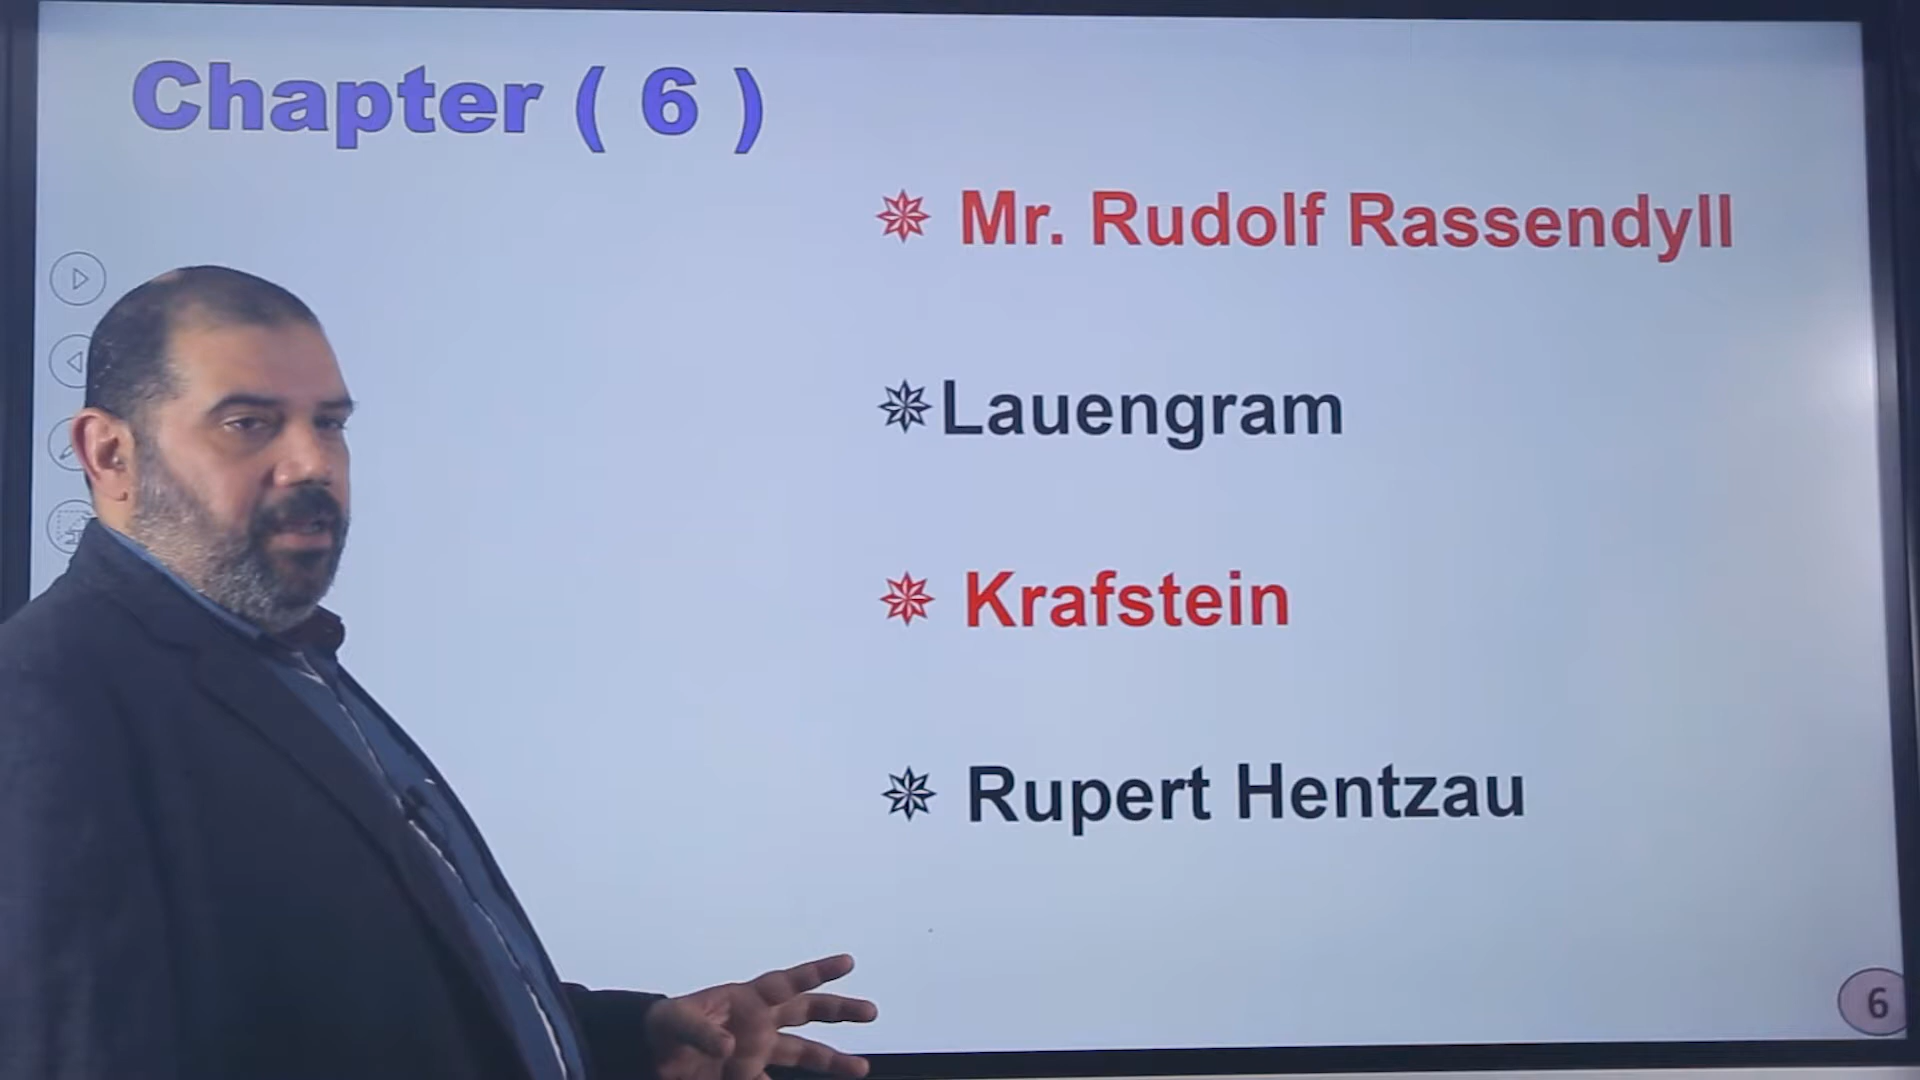 Chapter ( 6 )
Mr. Rudolf Rassendyll
Lauengram
Krafstein
Rupert Hentzau
6